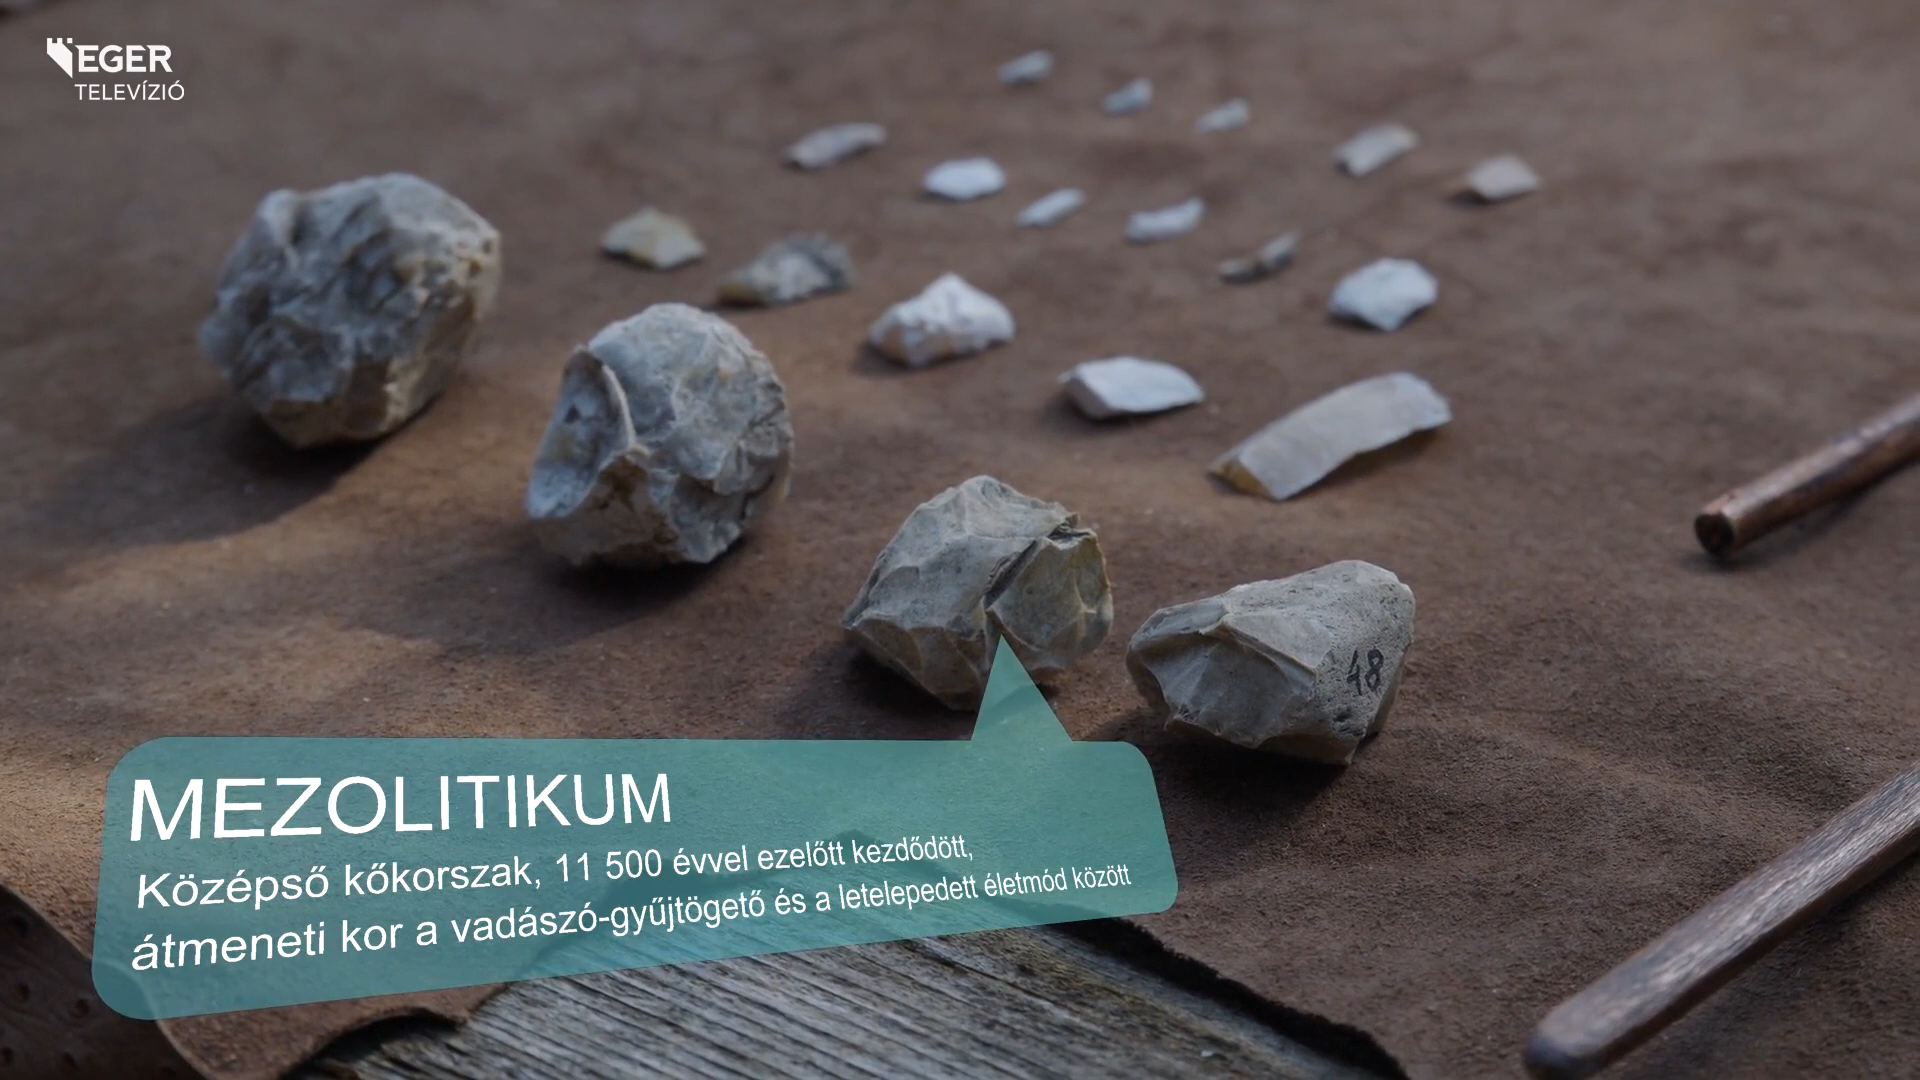 EGER
TELEVÍZIÓ
48
MEZOLITIKUM
Középső kőkorszak, 11 500 évvel ezelőtt kezdődött,
átmeneti kor a vadászó-gyűjtögető és a letelepedett életmód között